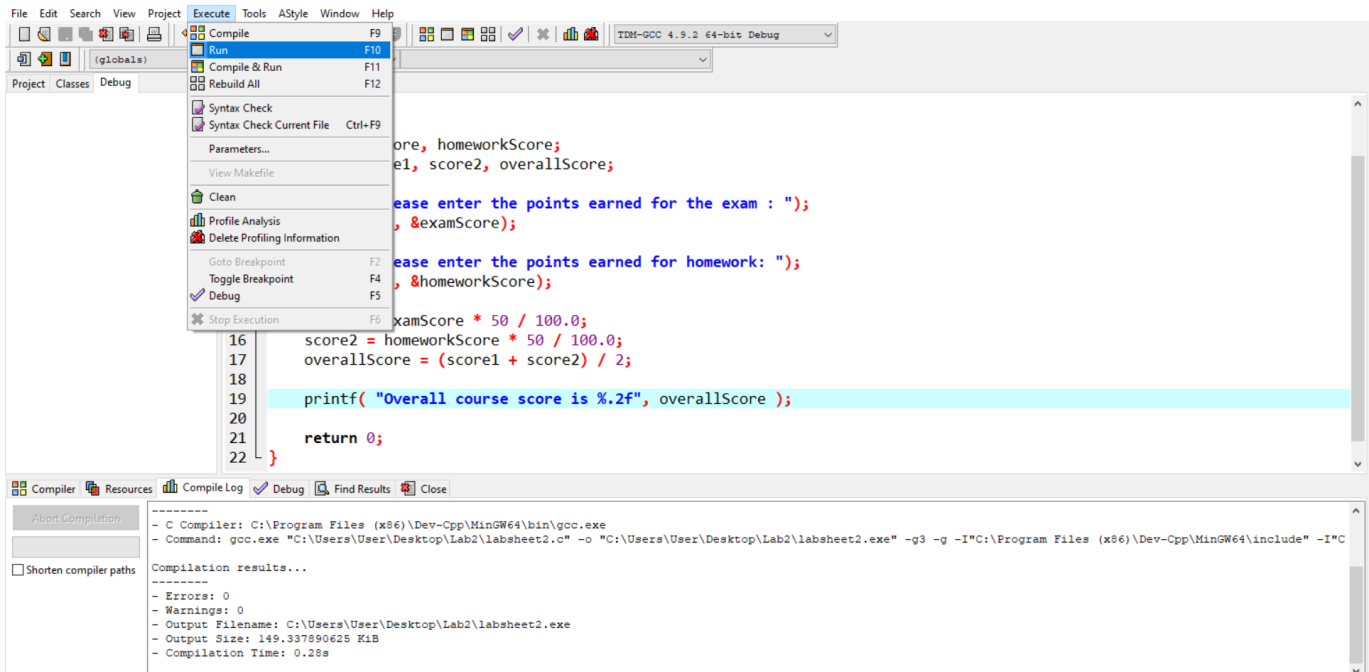 File Edit Search View Project Execute Tools AStyle Window Help
TDM-GCC 4.9.2 64-bit Debug
(globals)
Project Classes Debug
Compile F9
Run F10
Compile & Run F11
Rebuild All F12
Syntax Check
Syntax Check Current File Ctrl+F9
Parameters...
View Makefile
Clean
Profile Analysis
Delete Profiling Information
Goto Breakpoint F2
Toggle Breakpoint F4
Debug F5
Stop Execution F6
ore, homeworkScore;
e1, score2, overallScore;
ease enter the points earned for the exam : ");
, &examScore);
ease enter the points earned for homework: ");
, &homeworkScore);
xamScore * 50 / 100.0;
16 score2 = homeworkScore * 50 / 100.0;
17 overallScore = (score1 + score2) / 2;
18
19 printf( "Overall course score is %.2f", overallScore );
20
21 return 0;
22 }
Compiler Resources Compile Log Debug Find Results Close
Abort Compilation
Shorten compiler paths
--------
- C Compiler: C:\Program Files (x86)\Dev-Cpp\MinGW64\bin\gcc.exe
- Command: gcc.exe "C:\Users\User\Desktop\Lab2\labsheet2.c" -o "C:\Users\User\Desktop\Lab2\labsheet2.exe" -g3 -g -I"C:\Program Files (x86)\Dev-Cpp\MinGW64\include" -I"C
Compilation results...
--------
- Errors: 0
- Warnings: 0
- Output Filename: C:\Users\User\Desktop\Lab2\labsheet2.exe
- Output Size: 149.337890625 KiB
- Compilation Time: 0.28s